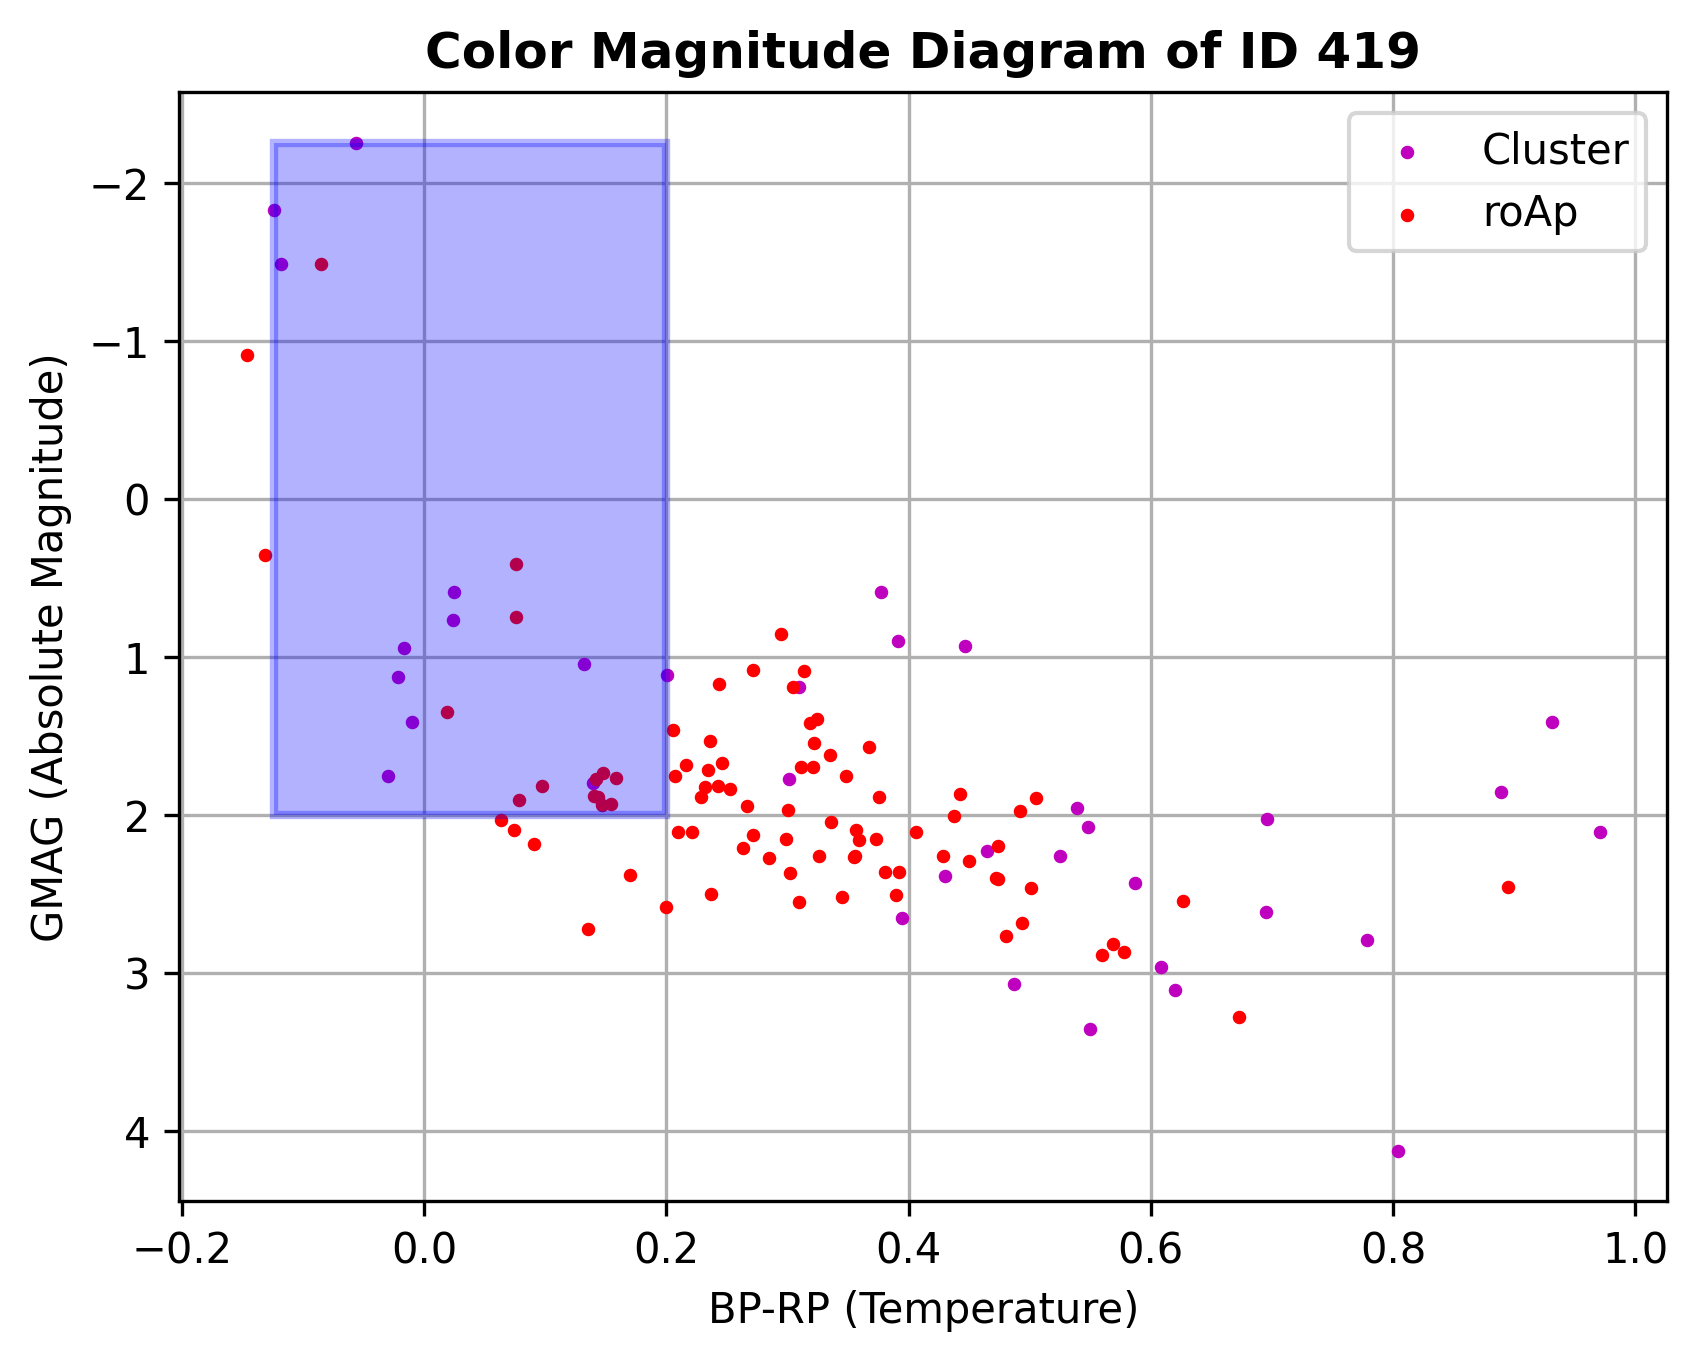 Color Magnitude Diagram of ID 419
Cluster
roAp
−2
−1
0
1
2
3
4
GMAG (Absolute Magnitude)
−0.2 0.0 0.2 0.4 0.6 0.8 1.0
BP-RP (Temperature)